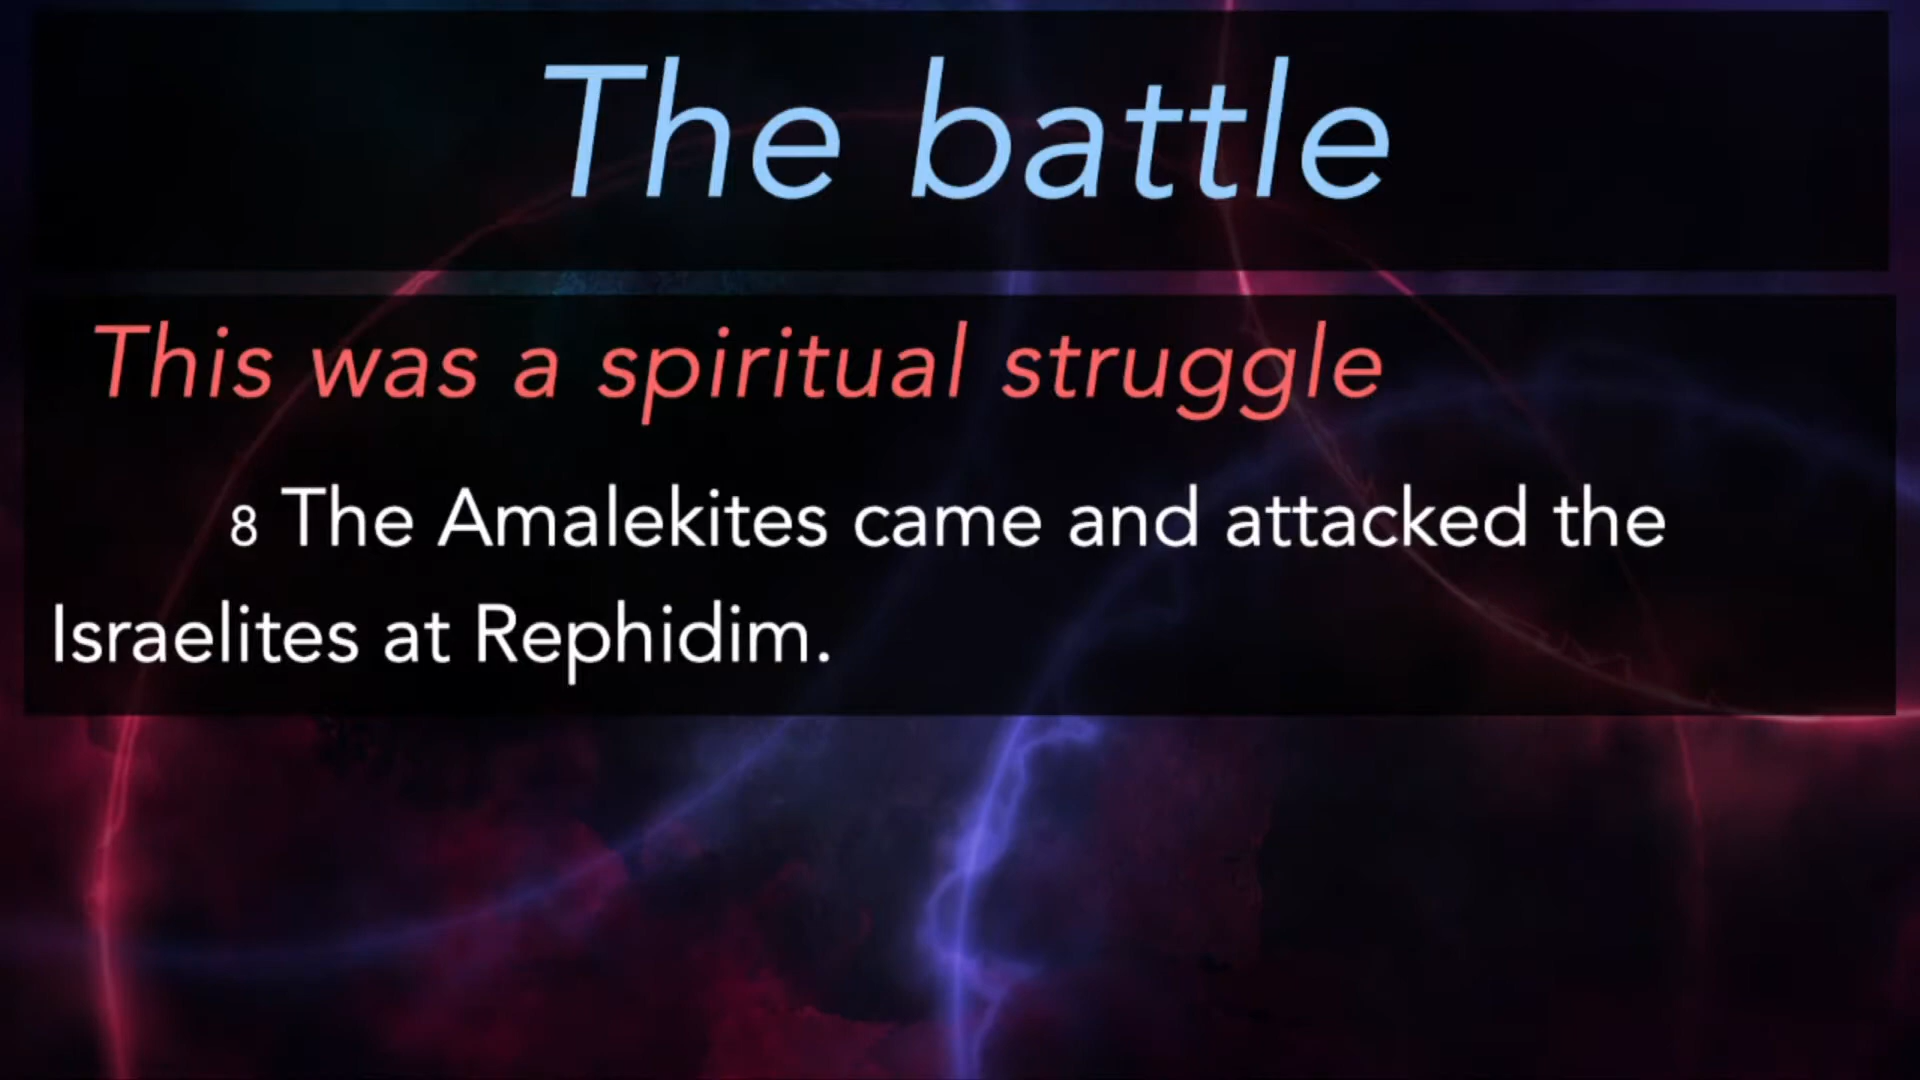 The battle
This was a spiritual struggle
8 The Amalekites came and attacked the
Israelites at Rephidim.